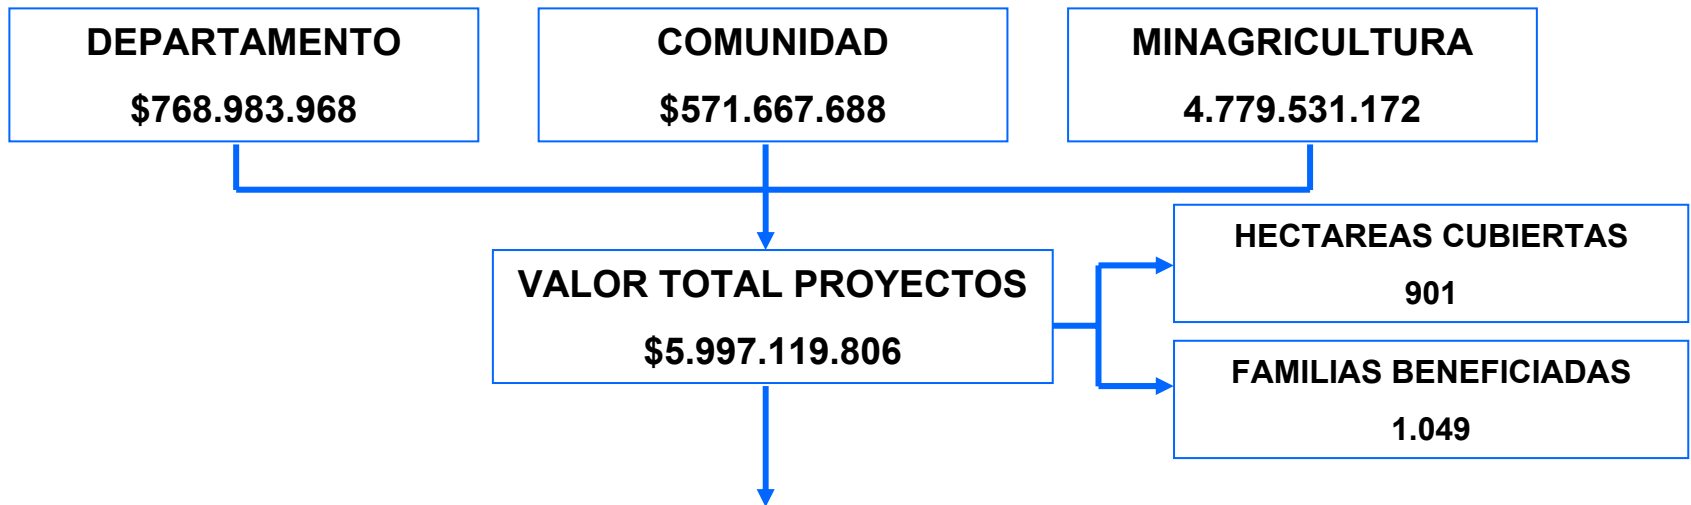 DEPARTAMENTO
$768.983.968
COMUNIDAD
$571.667.688
MINAGRICULTURA
4.779.531.172
VALOR TOTAL PROYECTOS
$5.997.119.806
HECTAREAS CUBIERTAS
901
FAMILIAS BENEFICIADAS
1.049